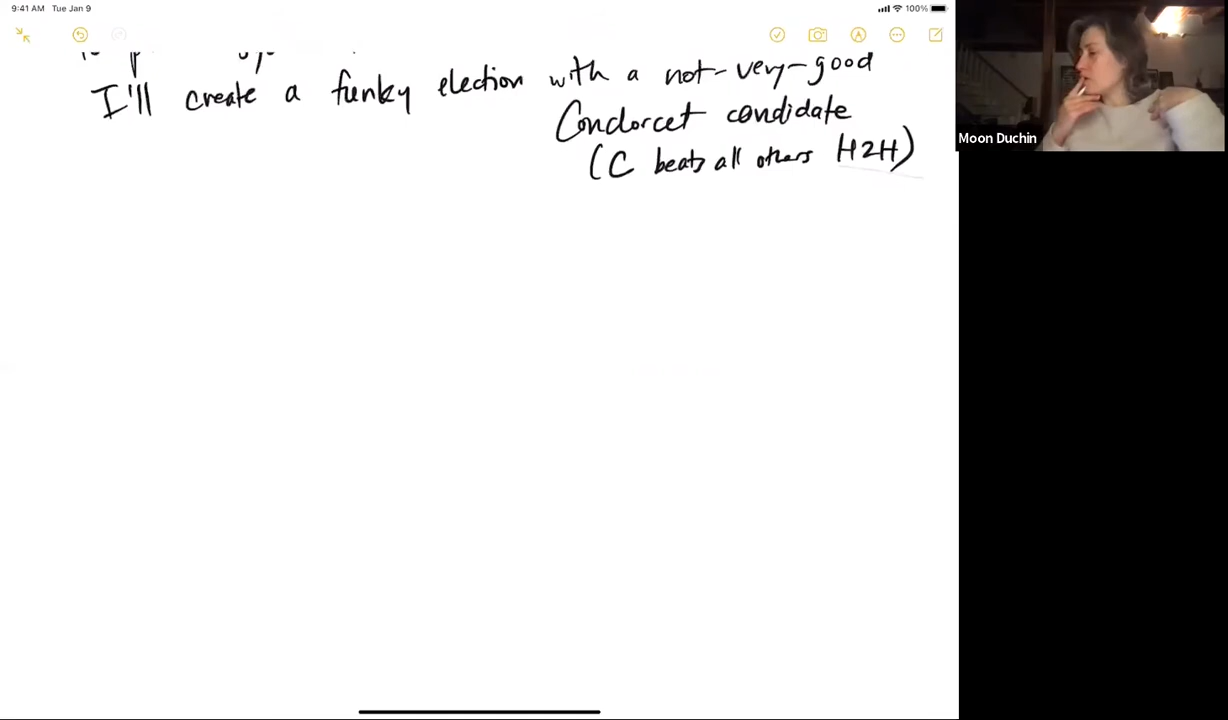 9:41 AM Tue Jan 9
100%
I'll create a funky election with a not-very-good
Condorcet candidate
(C beats all others H2H)
Moon Duchin